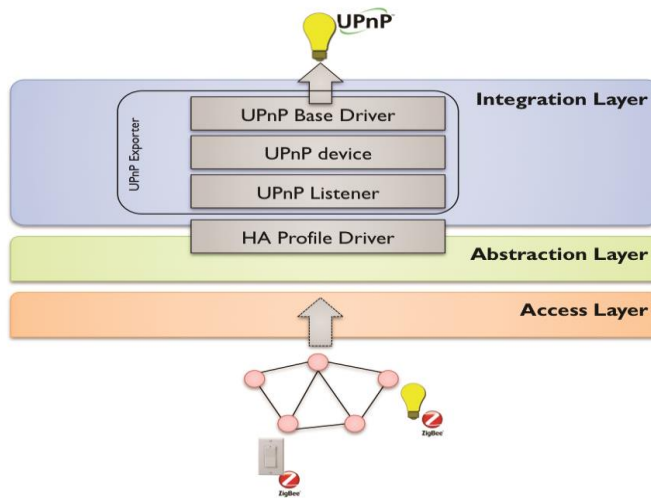 UPnP™
Integration Layer
UPnP Exporter
UPnP Base Driver
UPnP device
UPnP Listener
HA Profile Driver
Abstraction Layer
Access Layer
ZigBee
ZigBee